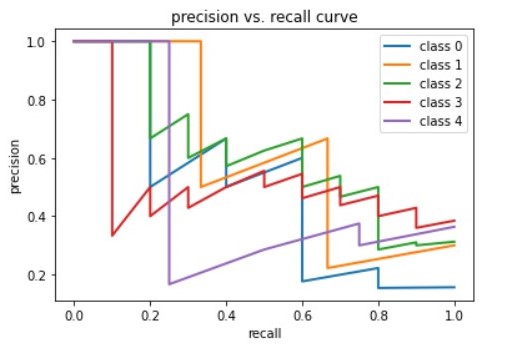 precision vs. recall curve
1.0
0.8
0.6
0.4
0.2
precision
class 0
class 1
class 2
class 3
class 4
0.0 0.2 0.4 0.6 0.8 1.0
recall